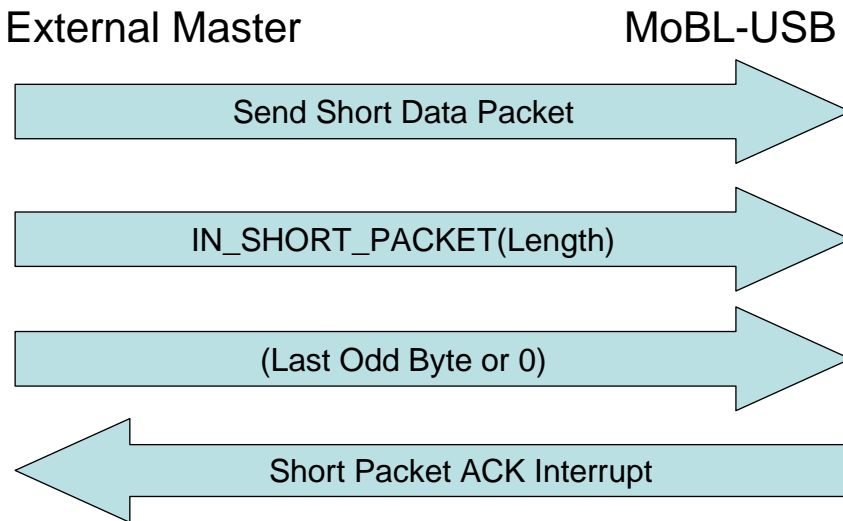 External Master MoBL-USB
Send Short Data Packet
IN_SHORT_PACKET(Length)
(Last Odd Byte or 0)
Short Packet ACK Interrupt